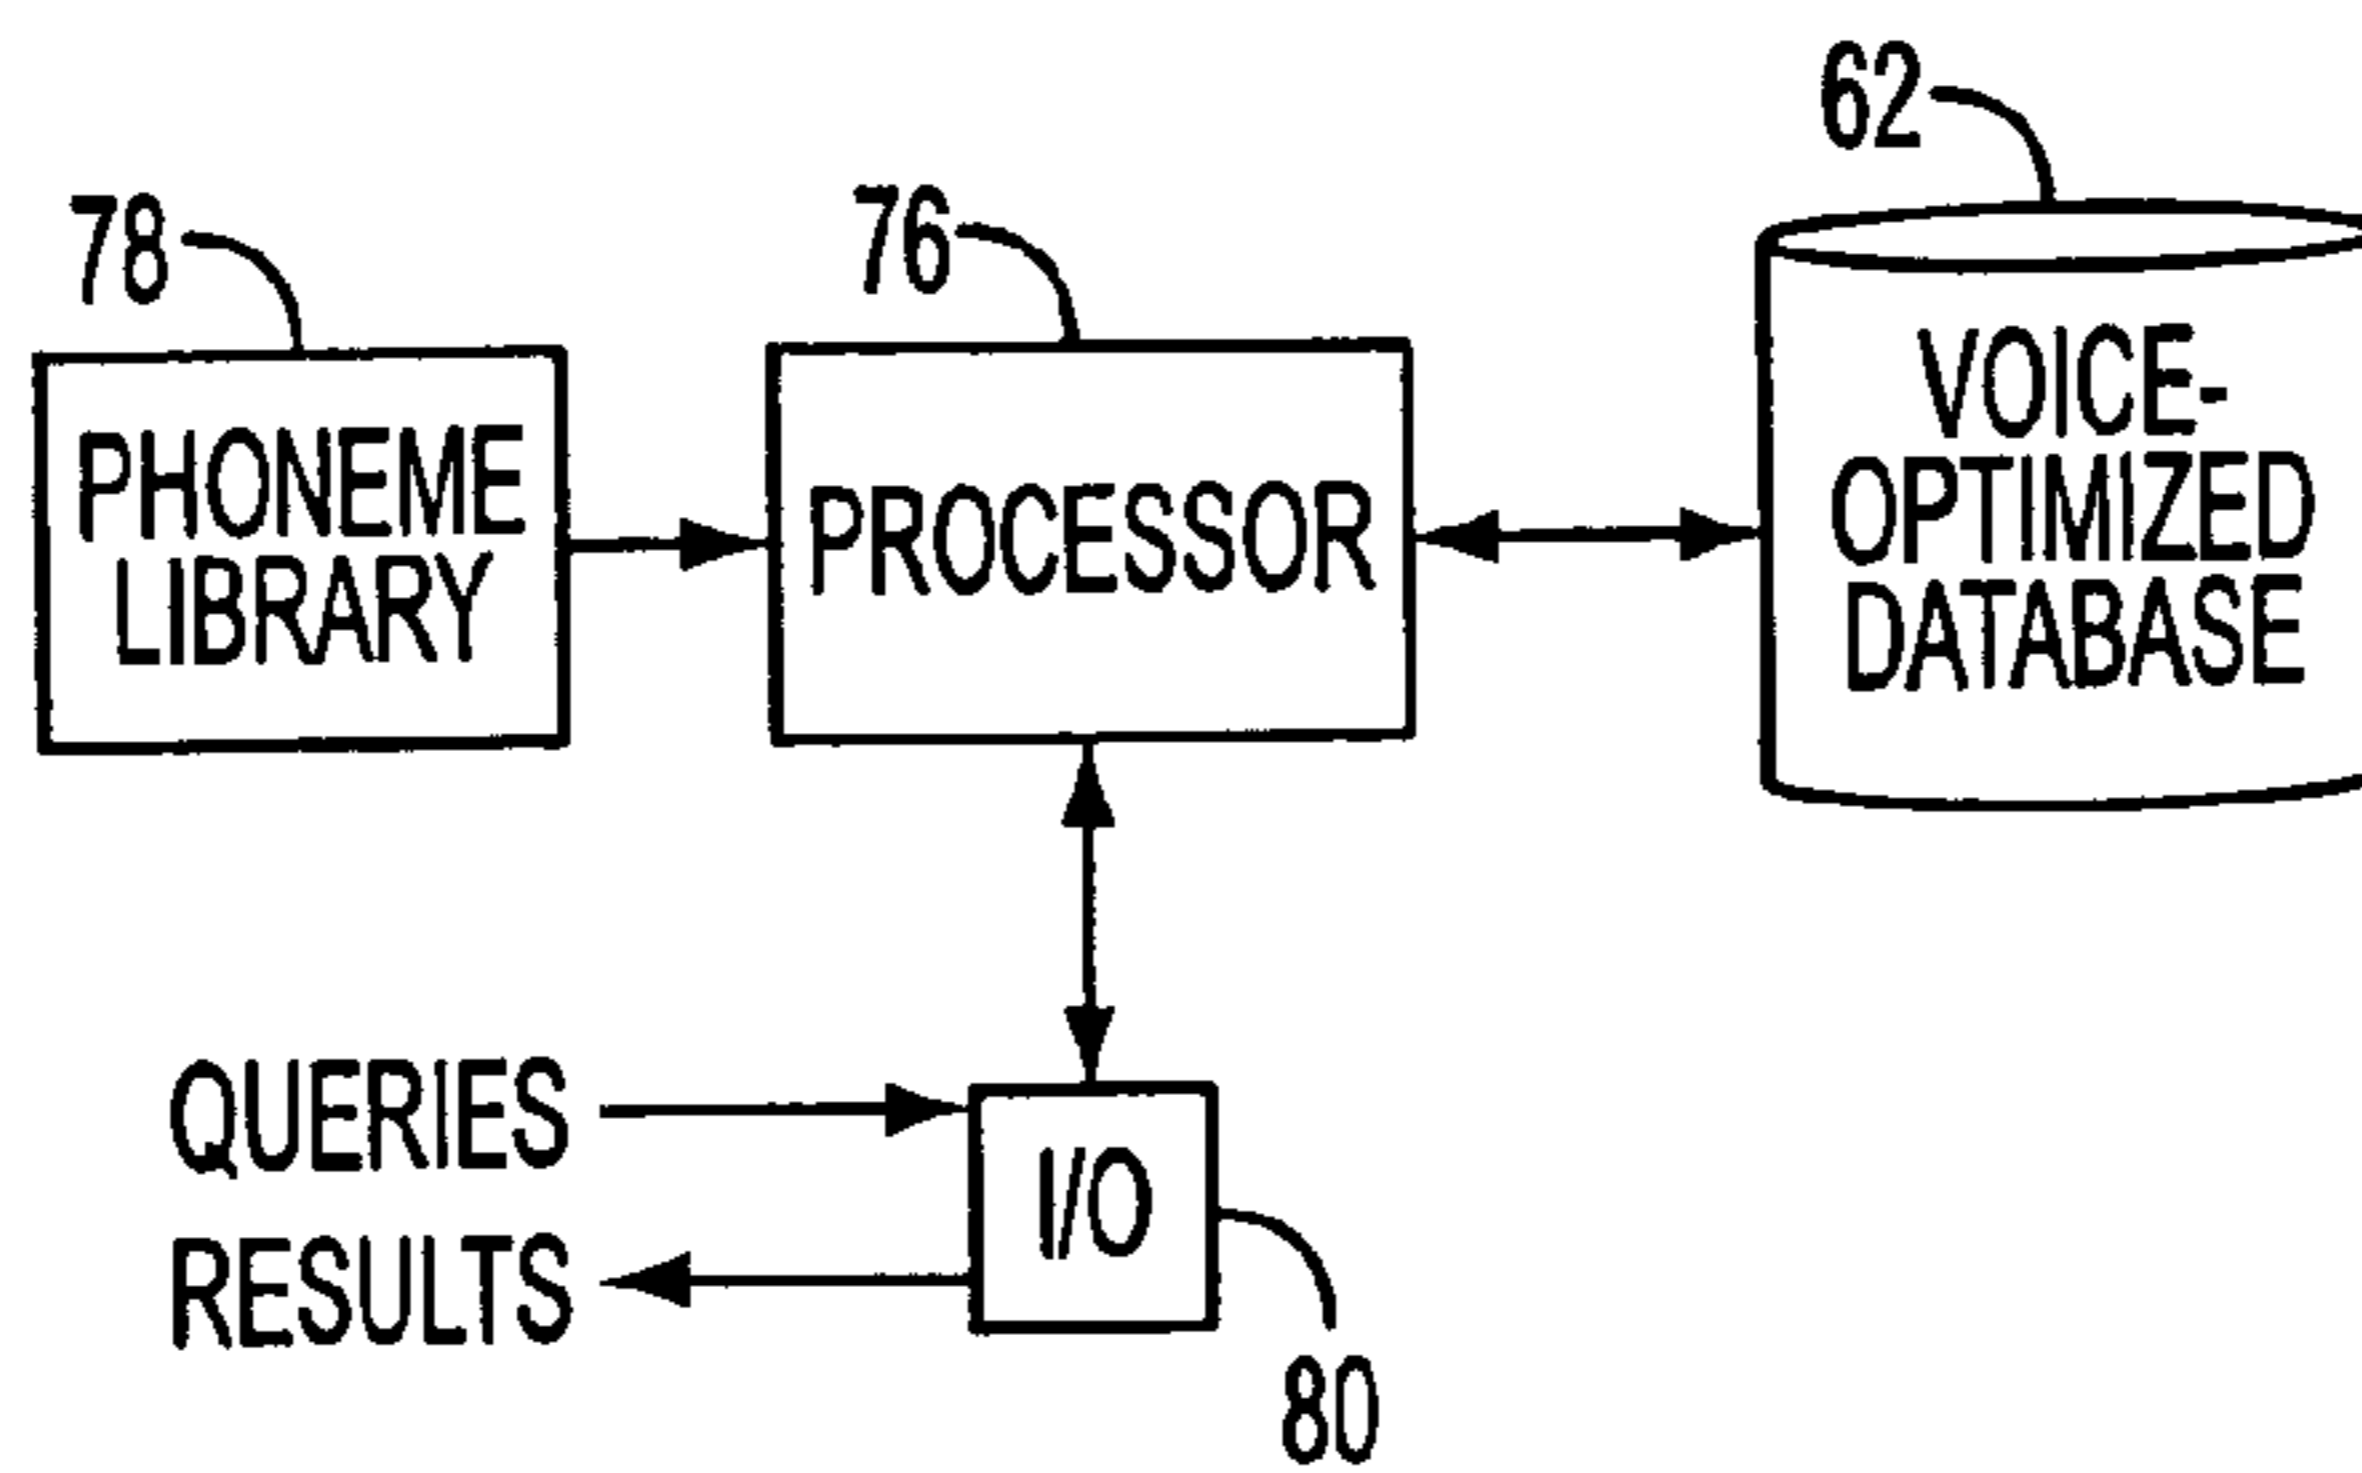 62
78
76
PHONEME
LIBRARY
PROCESSOR
VOICE-
OPTIMIZED
DATABASE
QUERIES
RESULTS
I/O
80